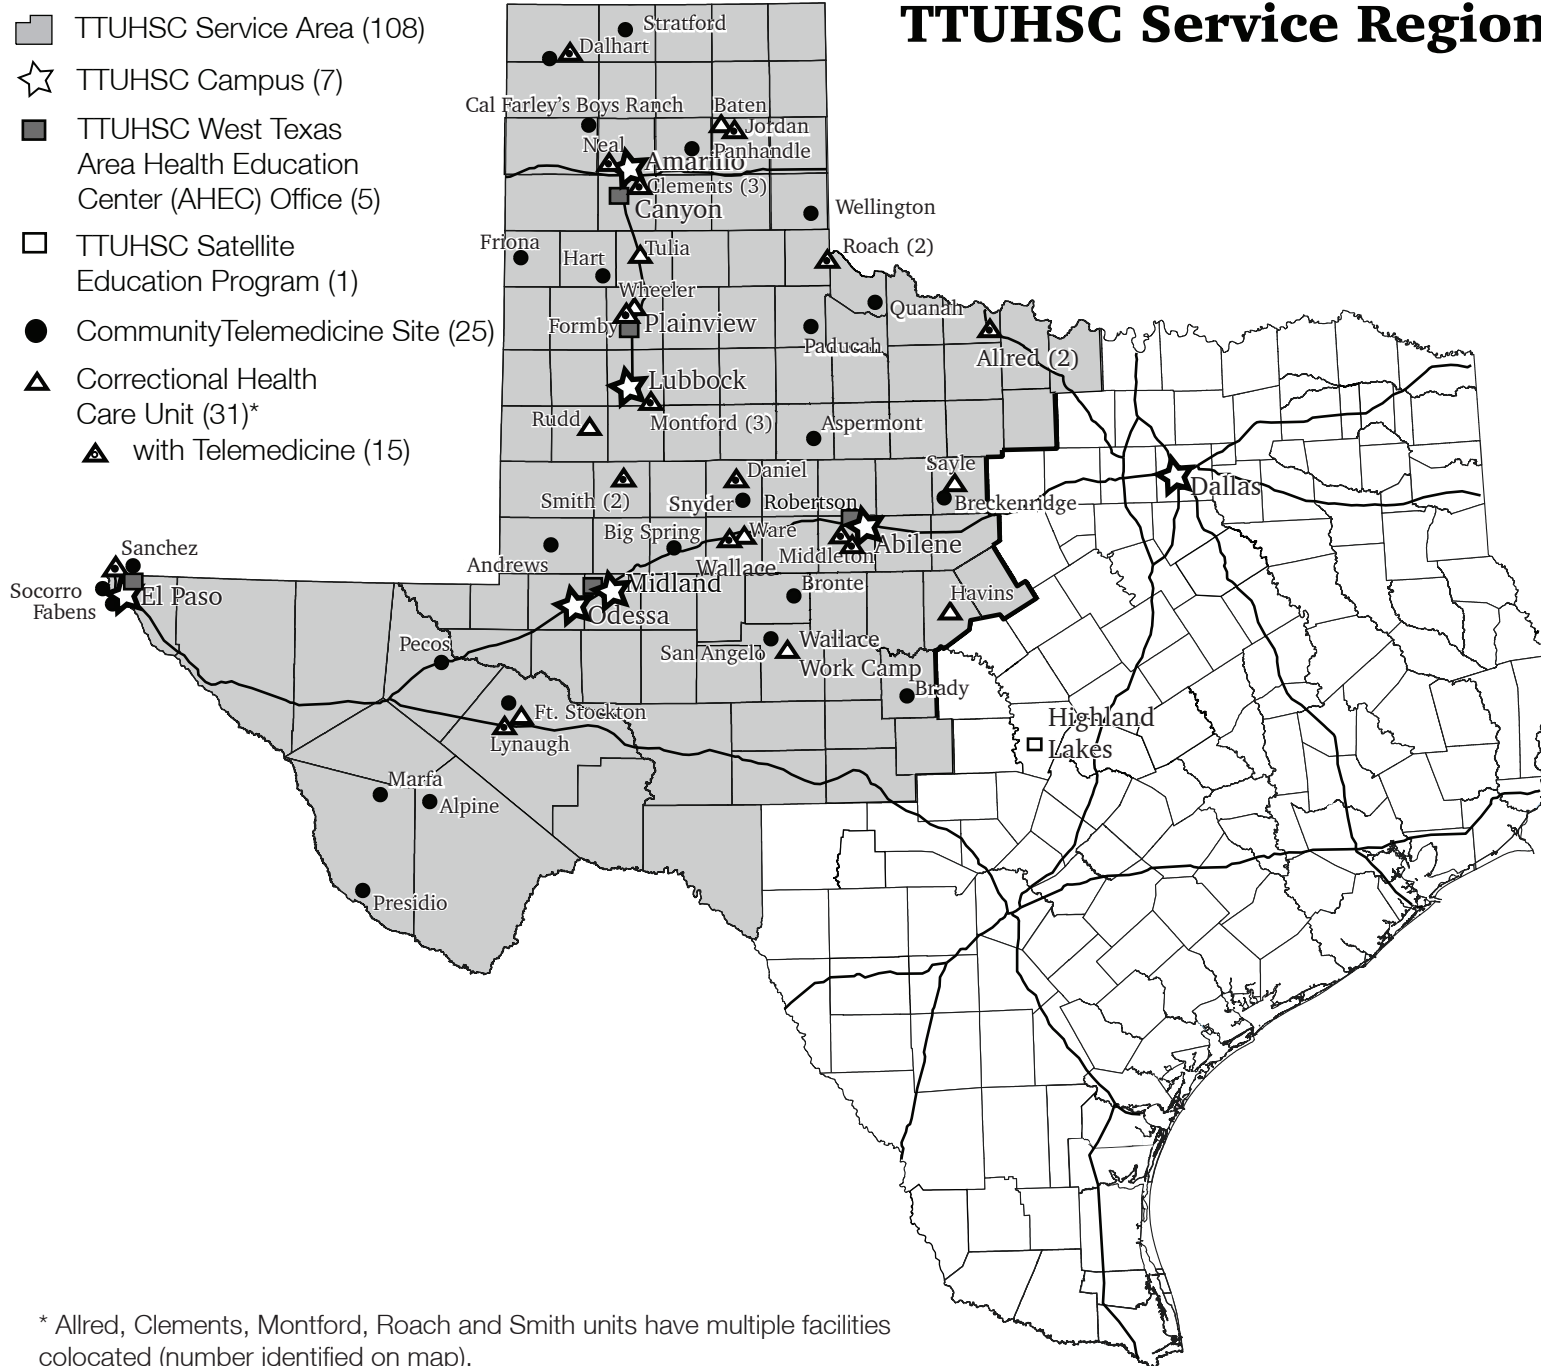 TTUHSC Service Region
TTUHSC Service Area (108)
TTUHSC Campus (7)
TTUHSC West Texas
Area Health Education
Center (AHEC) Office (5)
TTUHSC Satellite
Education Program (1)
CommunityTelemedicine Site (25)
Correctional Health
Care Unit (31)*
with Telemedicine (15)
Stratford
Dalhart
Cal Farley's Boys Ranch
Baten
Jordan
Neal
Panhandle
Amarillo
Clements (3)
Canyon
Wellington
Friona
Hart
Tulia
Roach (2)
Wheeler
Formby
Plainview
Quanah
Paducah
Allred (2)
Lubbock
Rudd
Montford (3)
Aspermont
Smith (2)
Daniel
Snyder
Robertson
Sayle
Breckenridge
Dallas
Big Spring
Ware
Abilene
Andrews
Wallace
Middleton
Sanchez
Socorro
Fabens
El Paso
Midland
Odessa
Bronte
Havins
Pecos
San Angelo
Wallace
Work Camp
Brady
Ft. Stockton
Lynaugh
Highland
Lakes
Marfa
Alpine
Presidio
* Allred, Clements, Montford, Roach and Smith units have multiple facilities
colocated (number identified on map).